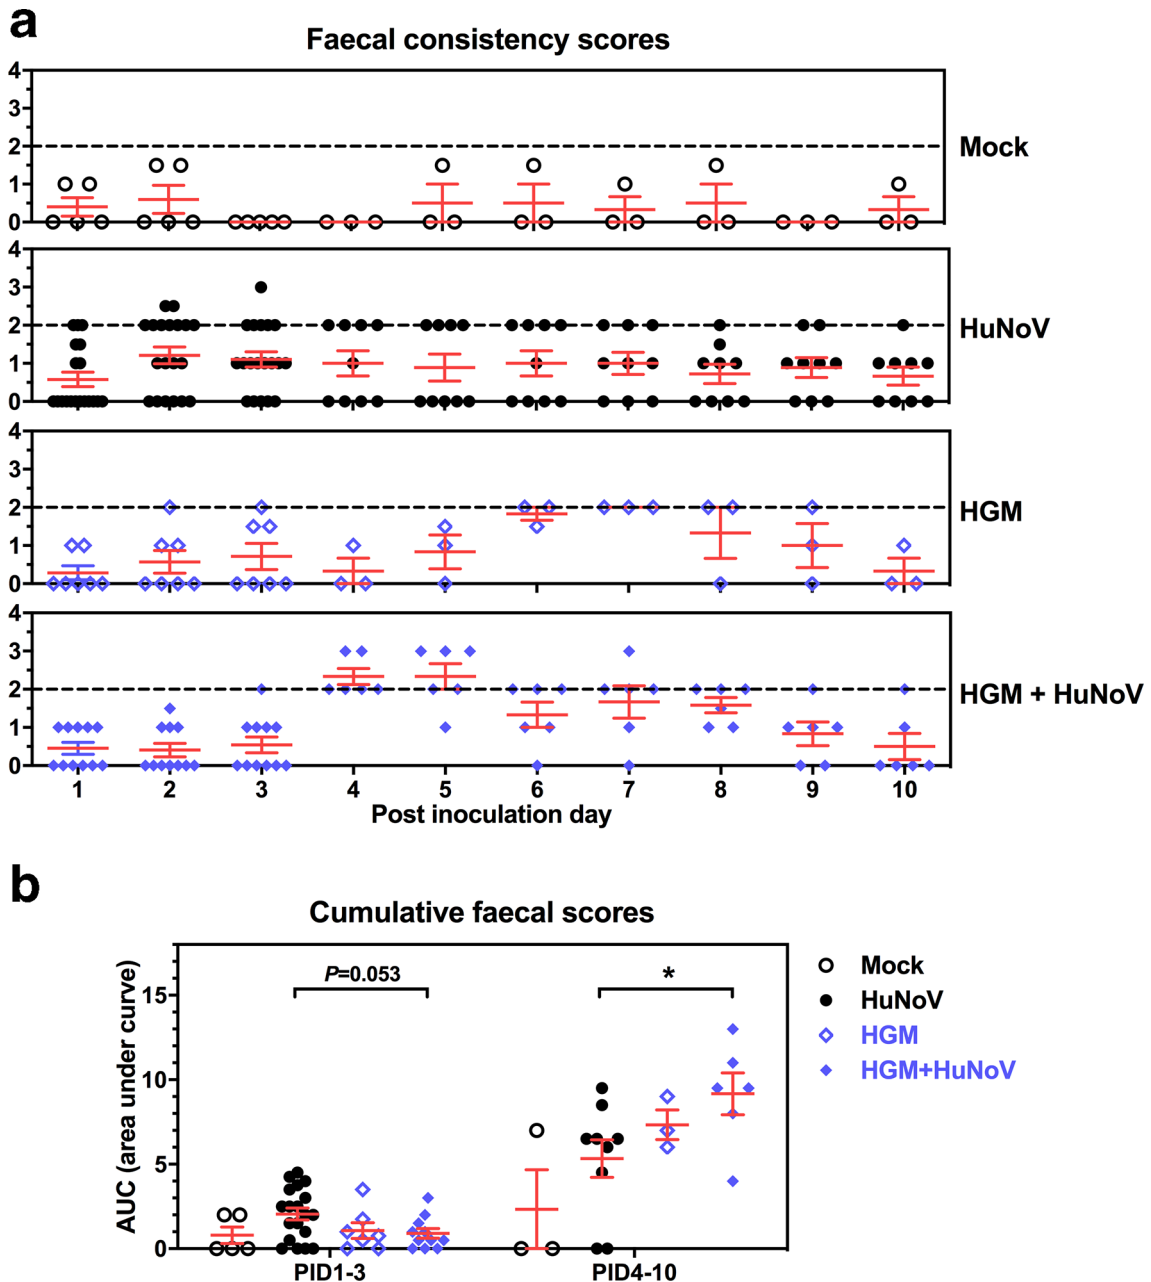 a
Faecal consistency scores
4
3
2
1
0
Mock
4
3
2
1
0
HuNoV
4
3
2
1
0
HGM
4
3
2
1
0
HGM + HuNoV
1 2 3 4 5 6 7 8 9 10
Post inoculation day
b
Cumulative faecal scores
AUC (area under curve)
15
10
5
0
P=0.053
*
PID1-3 PID4-10
Mock
HuNoV
HGM
HGM+HuNoV